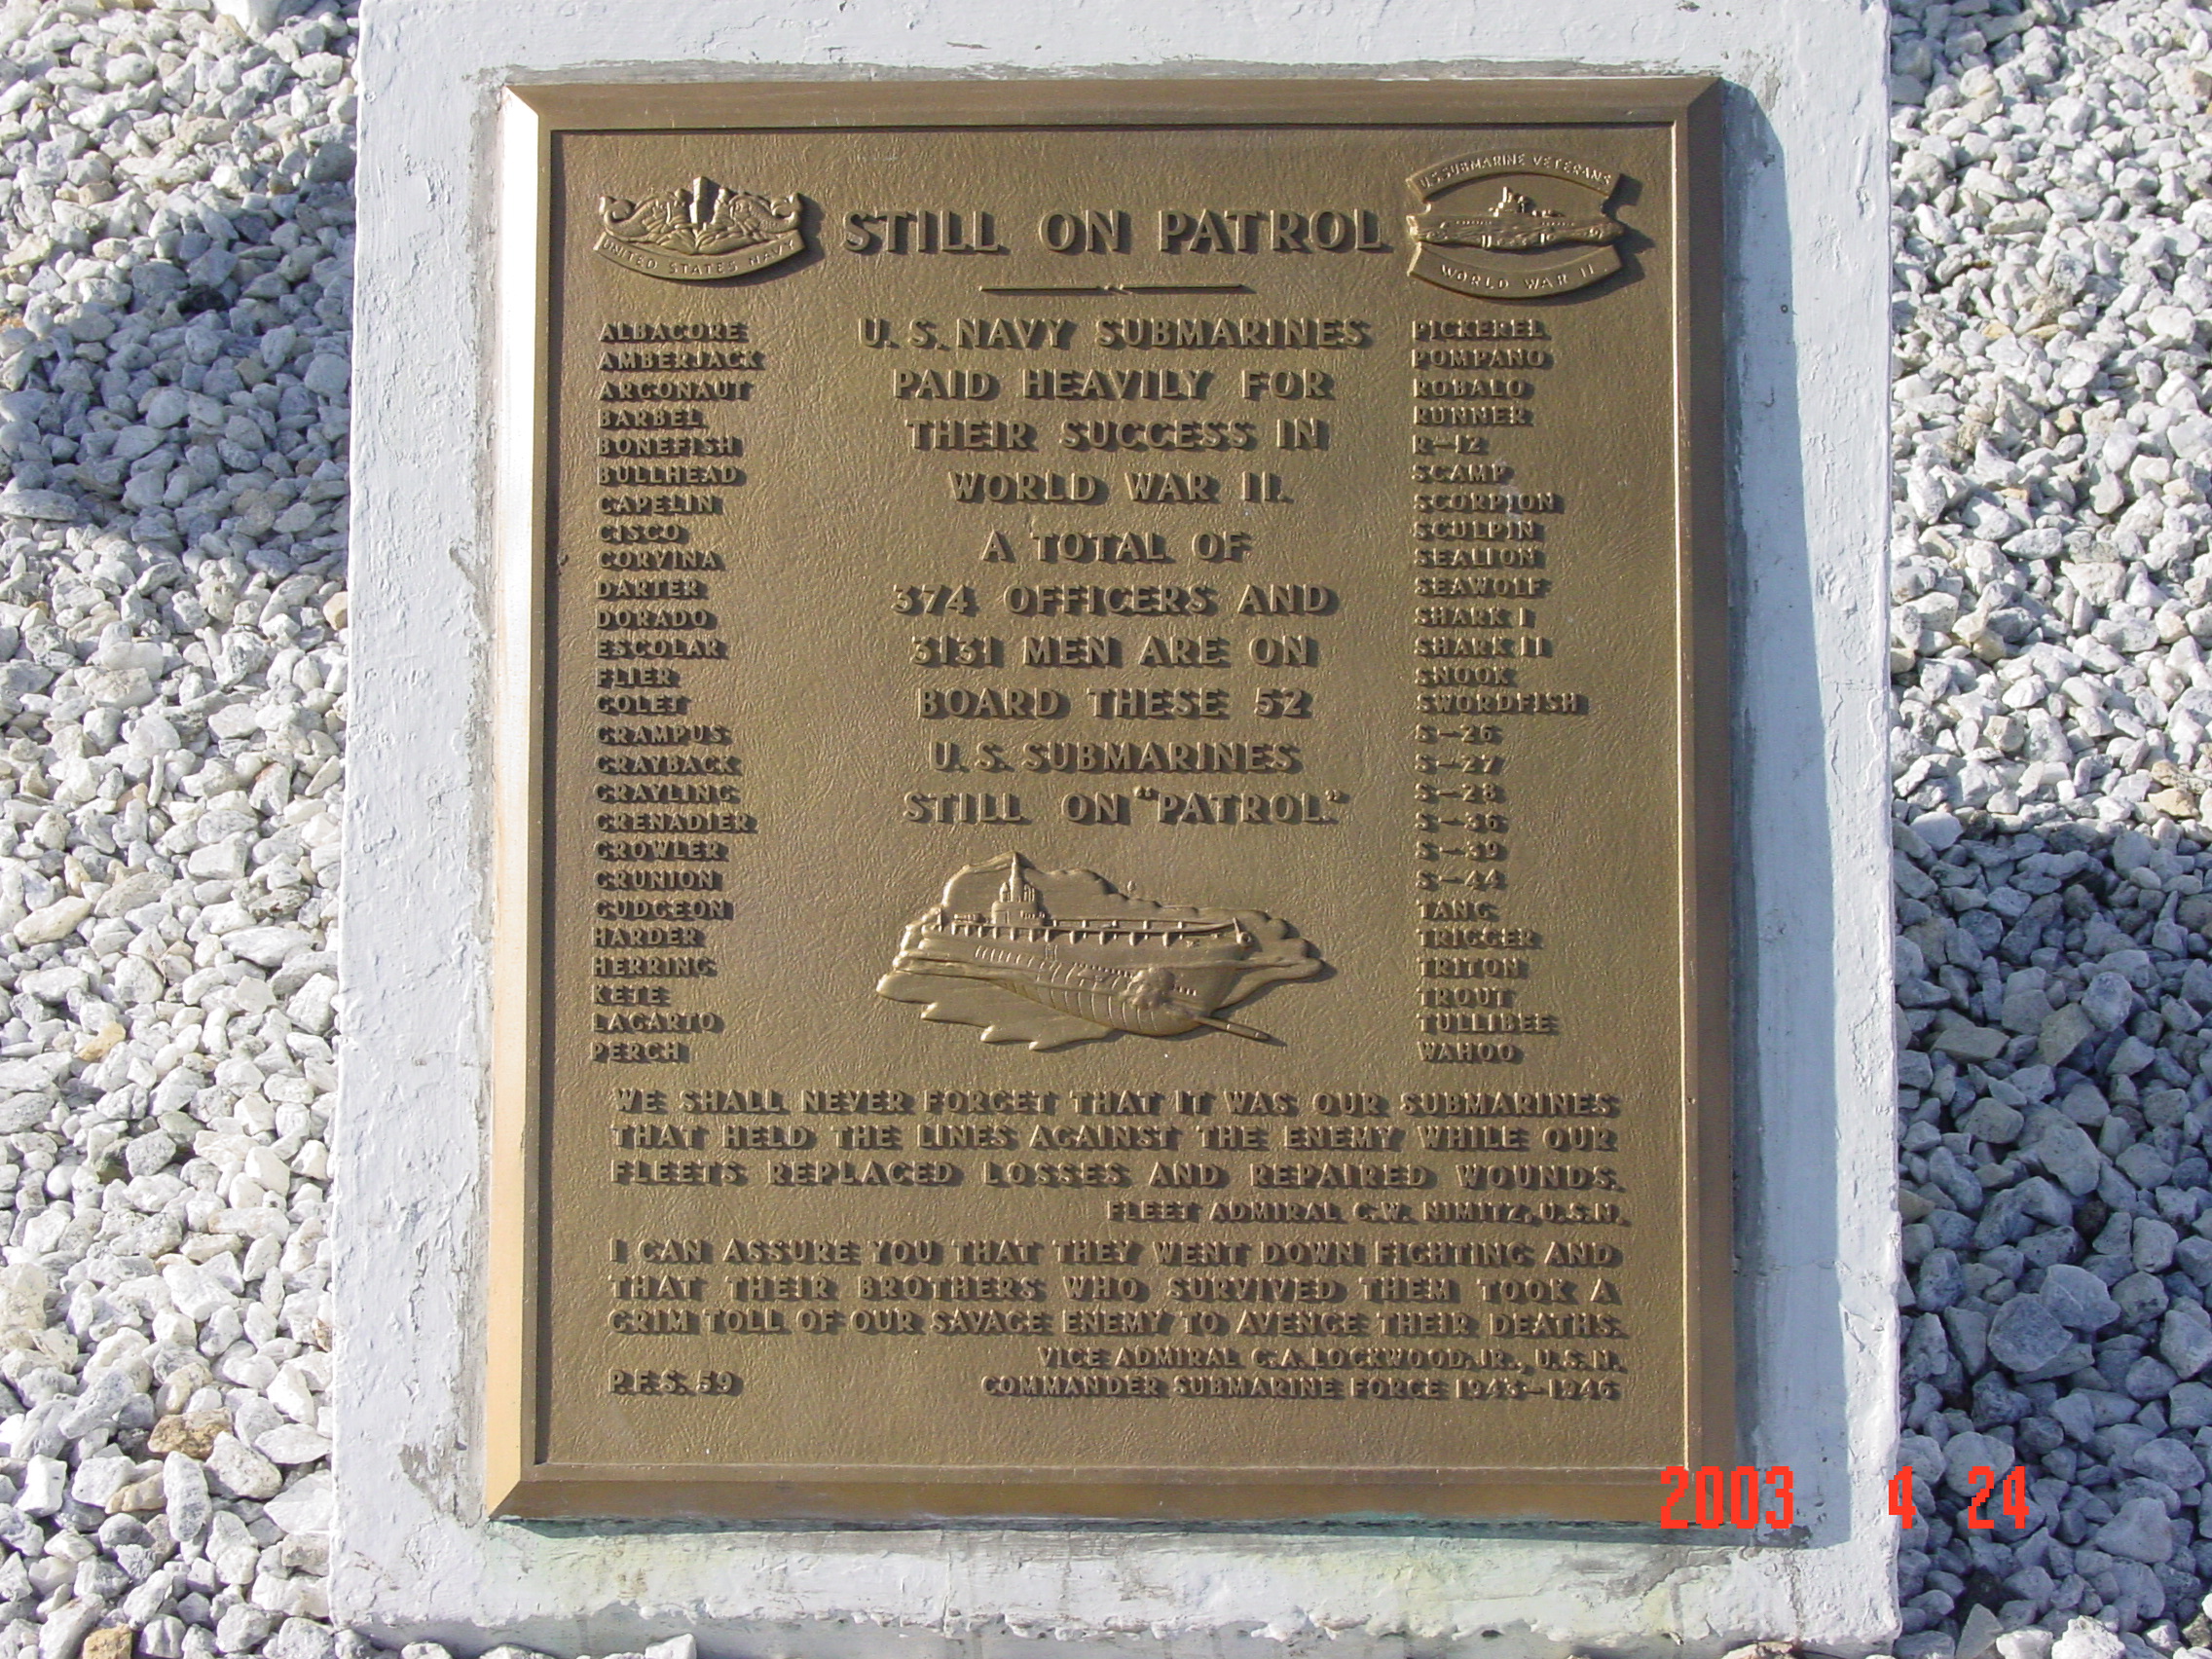 UNITED STATES NAVY
STILL ON PATROL
U.S. SUBMARINE VETERANS
WORLD WAR II
ALBACORE
AMBERJACK
ARGONAUT
BARBEL
BONEFISH
BULLHEAD
CAPELIN
CISCO
CORVINA
DARTER
DORADO
ESCOLAR
FLIER
GOLET
GRAMPUS
GRAYBACK
GRAYLING
GRENADIER
GROWLER
GRUNION
GUDGEON
HARDER
HERRING
KETE
LAGARTO
PERCH
U. S. NAVY SUBMARINES
PAID HEAVILY FOR
THEIR SUCCESS IN
WORLD WAR II.
A TOTAL OF
374 OFFICERS AND
3131 MEN ARE ON
BOARD THESE 52
U. S. SUBMARINES
STILL ON "PATROL."
PICKEREL
POMPANO
ROBALO
RUNNER
R-12
SCAMP
SCORPION
SCULPIN
SEALION
SEAWOLF
SHARK I
SHARK II
SNOOK
SWORDFISH
S-26
S-27
S-28
S-36
S-39
S-44
TANG
TRIGGER
TRITON
TROUT
TULLIBEE
WAHOO
WE SHALL NEVER FORGET THAT IT WAS OUR SUBMARINES
THAT HELD THE LINES AGAINST THE ENEMY WHILE OUR
FLEETS REPLACED LOSSES AND REPAIRED WOUNDS.
FLEET ADMIRAL C.W. NIMITZ, U.S.N.
I CAN ASSURE YOU THAT THEY WENT DOWN FIGHTING AND
THAT THEIR BROTHERS WHO SURVIVED THEM TOOK A
GRIM TOLL OF OUR SAVAGE ENEMY TO AVENGE THEIR DEATHS.
VICE ADMIRAL C.A. LOCKWOOD, JR., U.S.N.
P.F.S. 59 COMMANDER SUBMARINE FORCE 1943-1946
2003 4 24